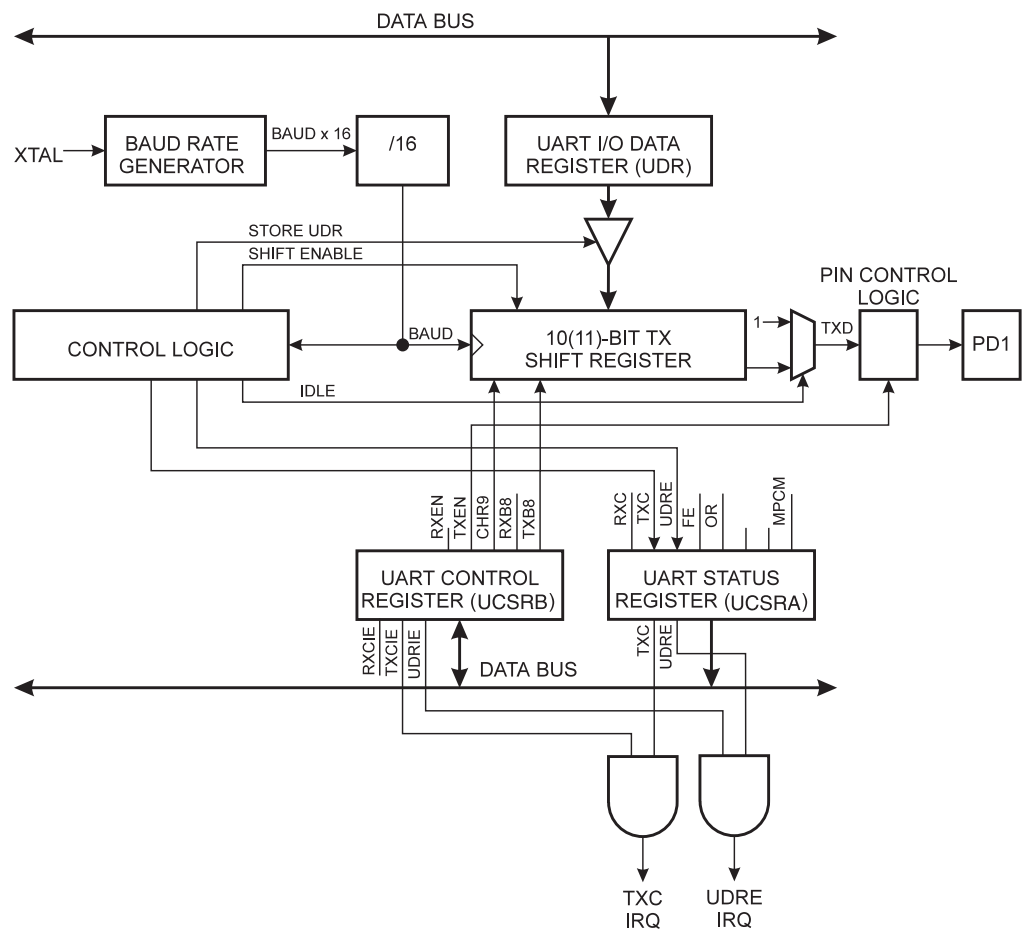 DATA BUS
XTAL
BAUD RATE
GENERATOR
BAUD x 16
/16
UART I/O DATA
REGISTER (UDR)
STORE UDR
SHIFT ENABLE
PIN CONTROL
LOGIC
CONTROL LOGIC
BAUD
10(11)-BIT TX
SHIFT REGISTER
1
TXD
PD1
IDLE
RXEN
TXEN
CHR9
RXB8
TXB8
RXC
TXC
UDRE
FE
OR
MPCM
UART CONTROL
REGISTER (UCSRB)
UART STATUS
REGISTER (UCSRA)
RXCIE
TXCIE
UDRIE
TXC
UDRE
DATA BUS
TXC
IRQ
UDRE
IRQ